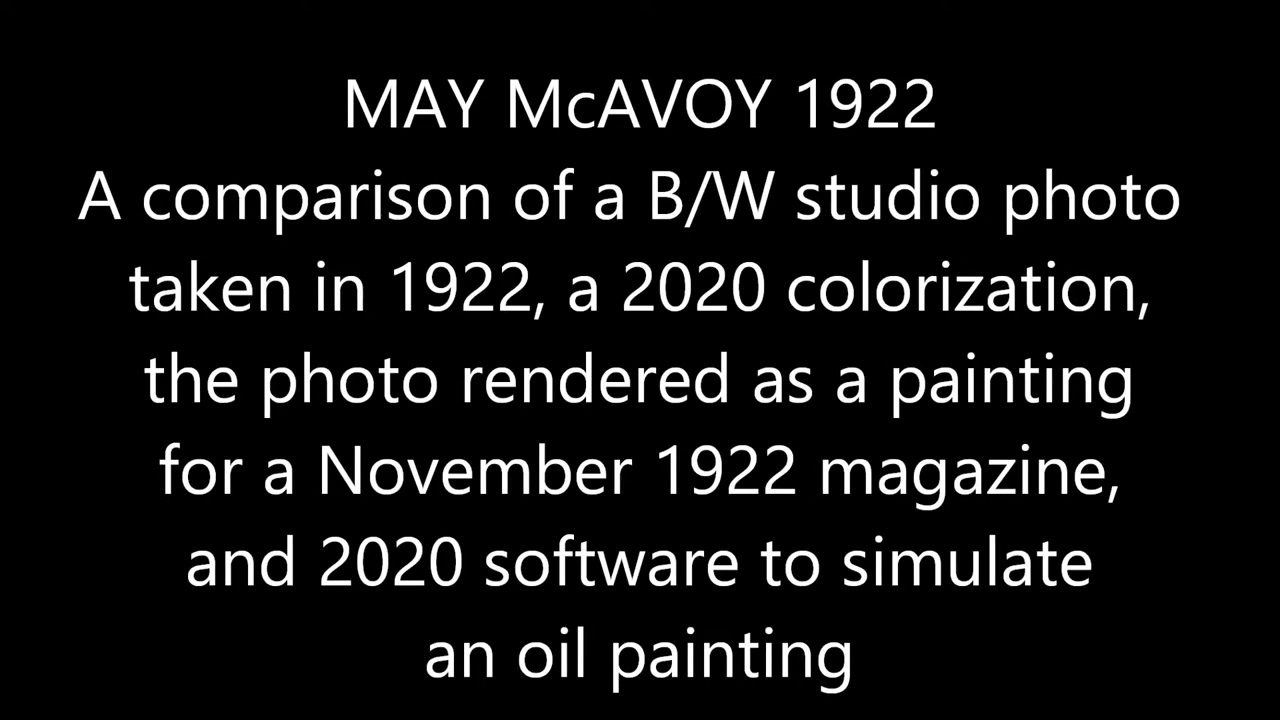 MAY McAVOY 1922
A comparison of a B/W studio photo
taken in 1922, a 2020 colorization,
the photo rendered as a painting
for a November 1922 magazine,
and 2020 software to simulate
an oil painting